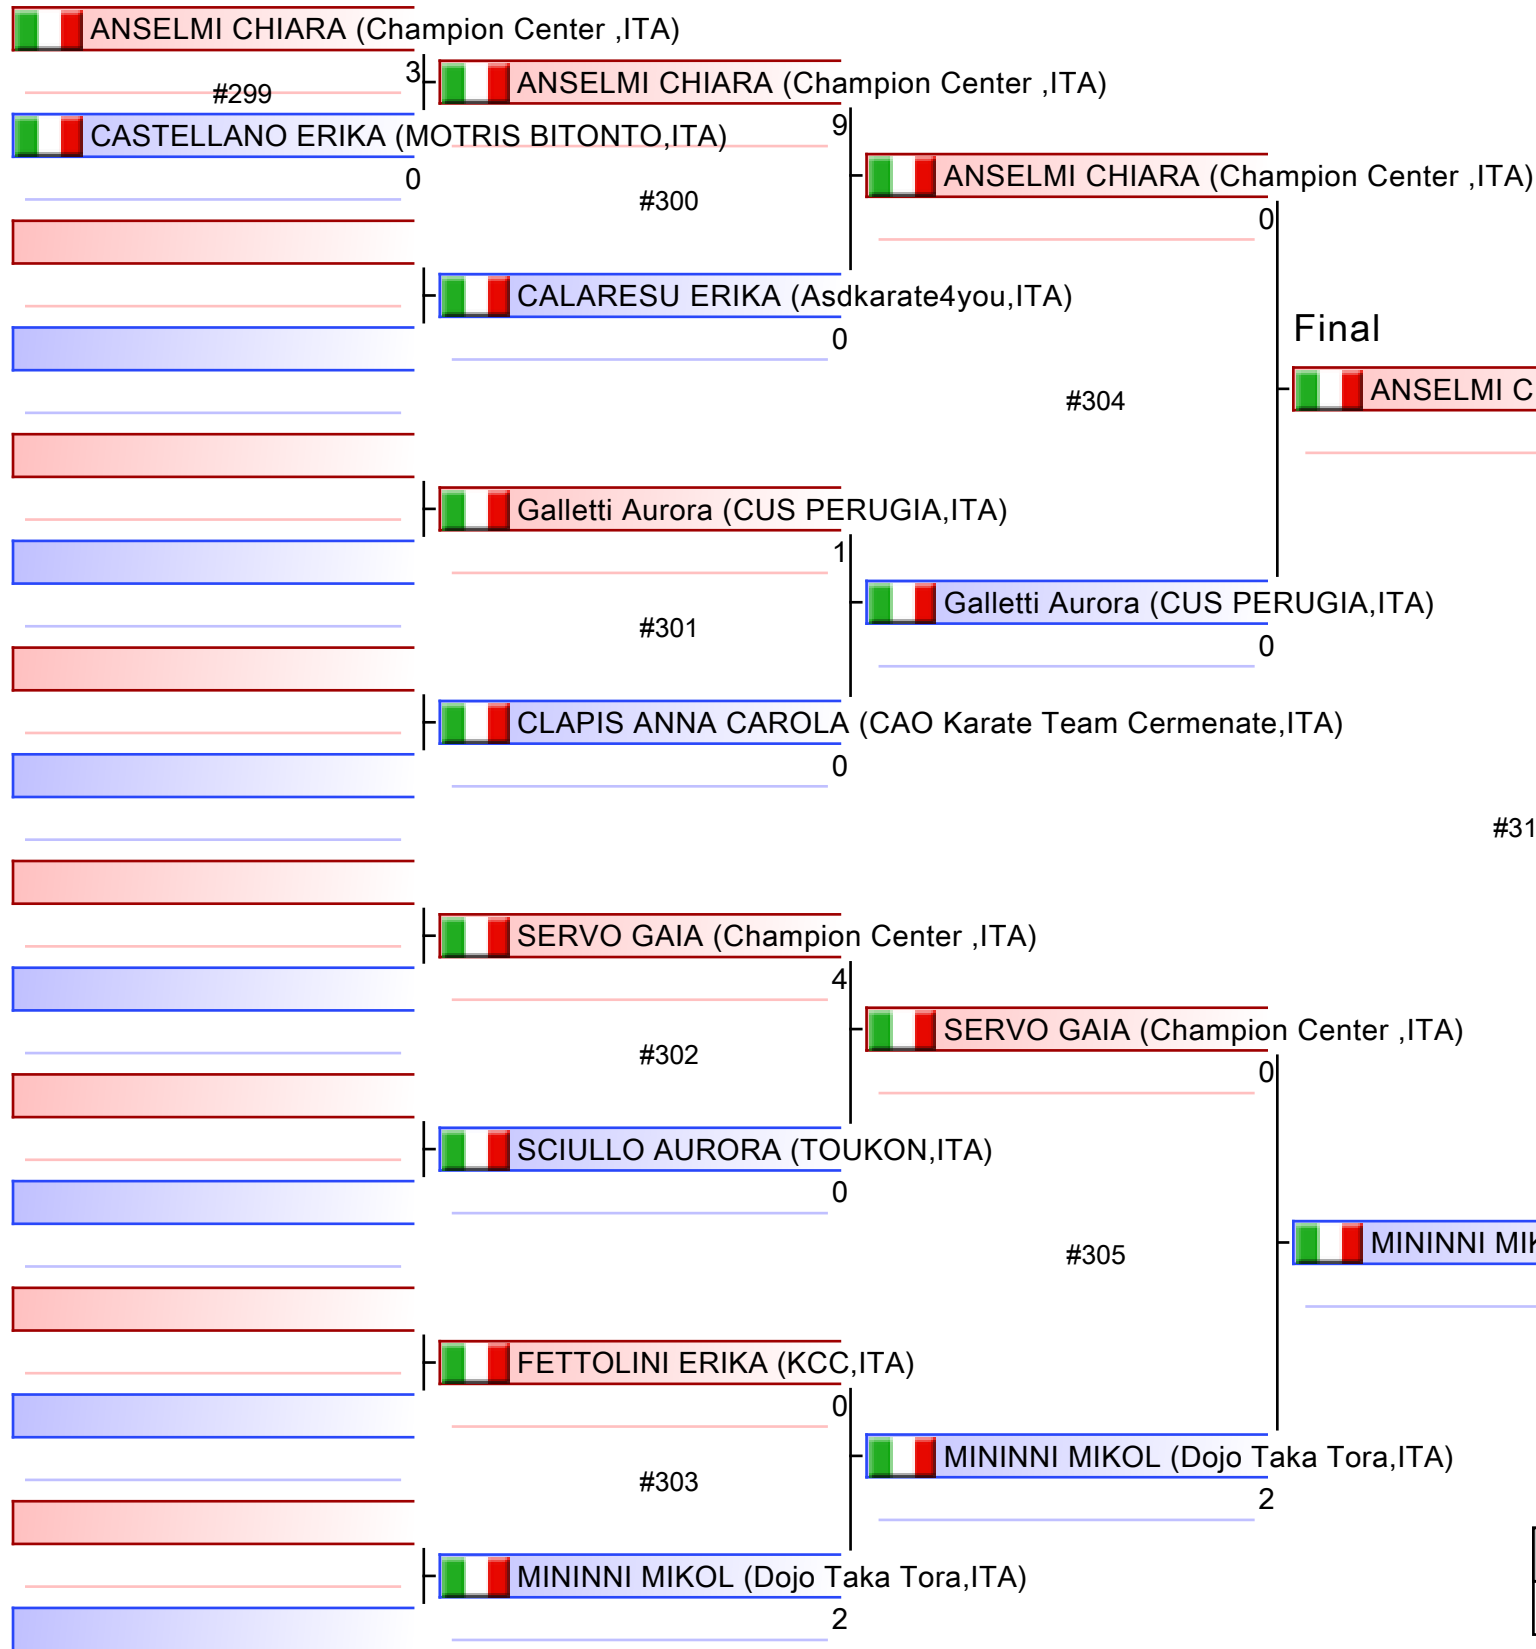 ANSELMI CHIARA (Champion Center ,ITA)
3
#299
CASTELLANO ERIKA (MOTRIS BITONTO,ITA)
0
ANSELMI CHIARA (Champion Center ,ITA)
9
#300
CALARESU ERIKA (Asdkarate4you,ITA)
0
Galletti Aurora (CUS PERUGIA,ITA)
1
#301
CLAPIS ANNA CAROLA (CAO Karate Team Cermenate,ITA)
0
SERVO GAIA (Champion Center ,ITA)
4
#302
SCIULLO AURORA (TOUKON,ITA)
0
FETTOLINI ERIKA (KCC,ITA)
0
#303
MININNI MIKOL (Dojo Taka Tora,ITA)
2
ANSELMI CHIARA (Champion Center ,ITA)
0
#304
Galletti Aurora (CUS PERUGIA,ITA)
0
SERVO GAIA (Champion Center ,ITA)
0
#305
MININNI MIKOL (Dojo Taka Tora,ITA)
2
Final
ANSELMI C
#31
MININNI MI